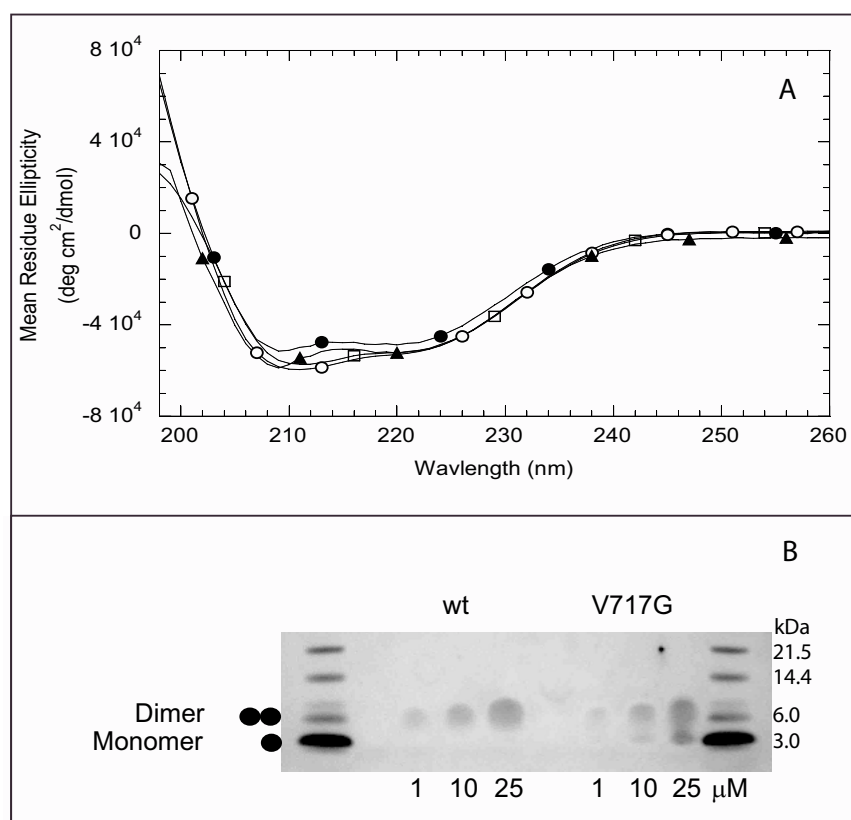 8 10⁴
A
4 10⁴
0
-4 10⁴
-8 10⁴
Mean Residue Ellipticity
(deg cm²/dmol)
200 210 220 230 240 250 260
Wavlength (nm)
B
wt V717G
kDa
21.5
14.4
Dimer 6.0
Monomer 3.0
1 10 25 1 10 25 μM